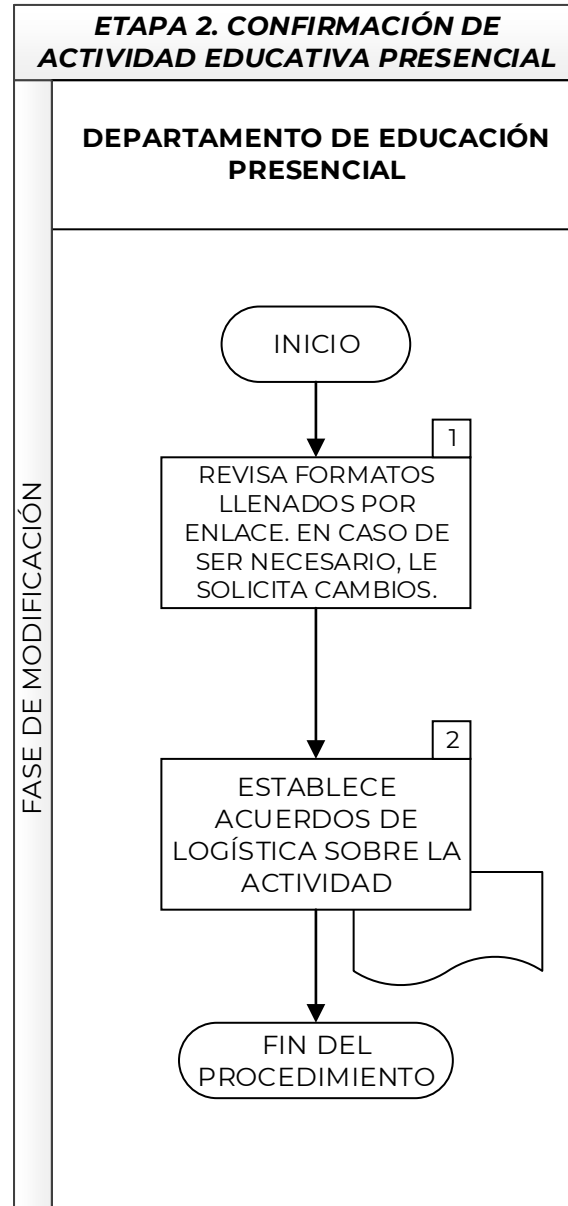 ETAPA 2. CONFIRMACIÓN DE
ACTIVIDAD EDUCATIVA PRESENCIAL
DEPARTAMENTO DE EDUCACIÓN
PRESENCIAL
FASE DE MODIFICACIÓN
INICIO
1
REVISA FORMATOS
LLENADOS POR
ENLACE. EN CASO DE
SER NECESARIO, LE
SOLICITA CAMBIOS.
2
ESTABLECE
ACUERDOS DE
LOGÍSTICA SOBRE LA
ACTIVIDAD
FIN DEL
PROCEDIMIENTO